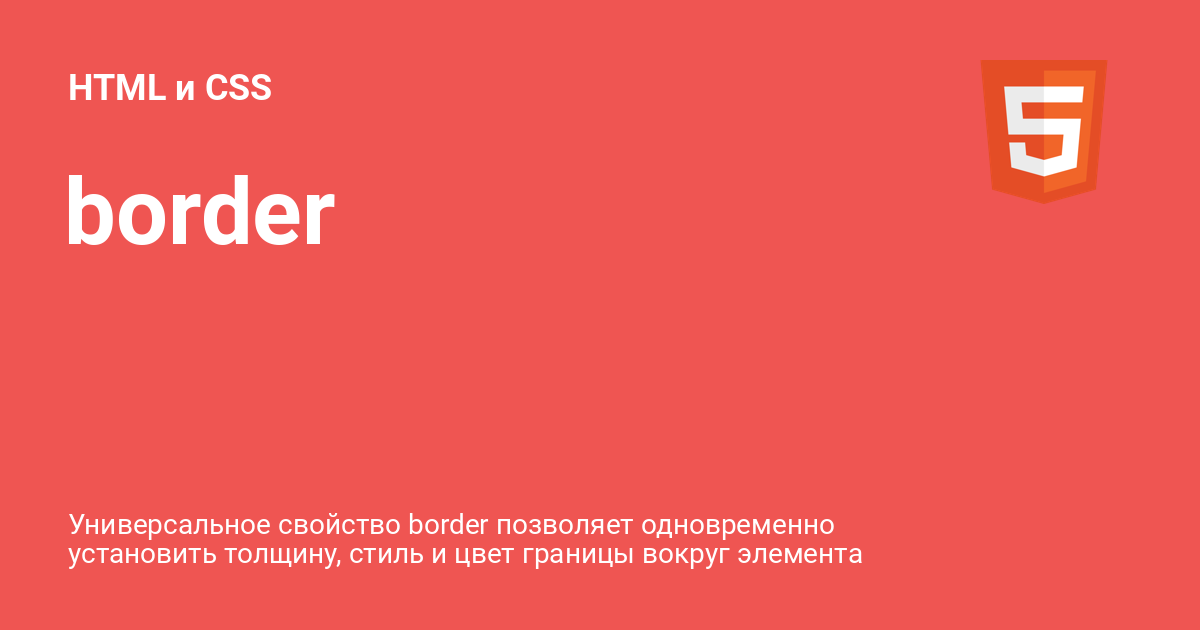 HTML и CSS
border
Универсальное свойство border позволяет одновременно
установить толщину, стиль и цвет границы вокруг элемента